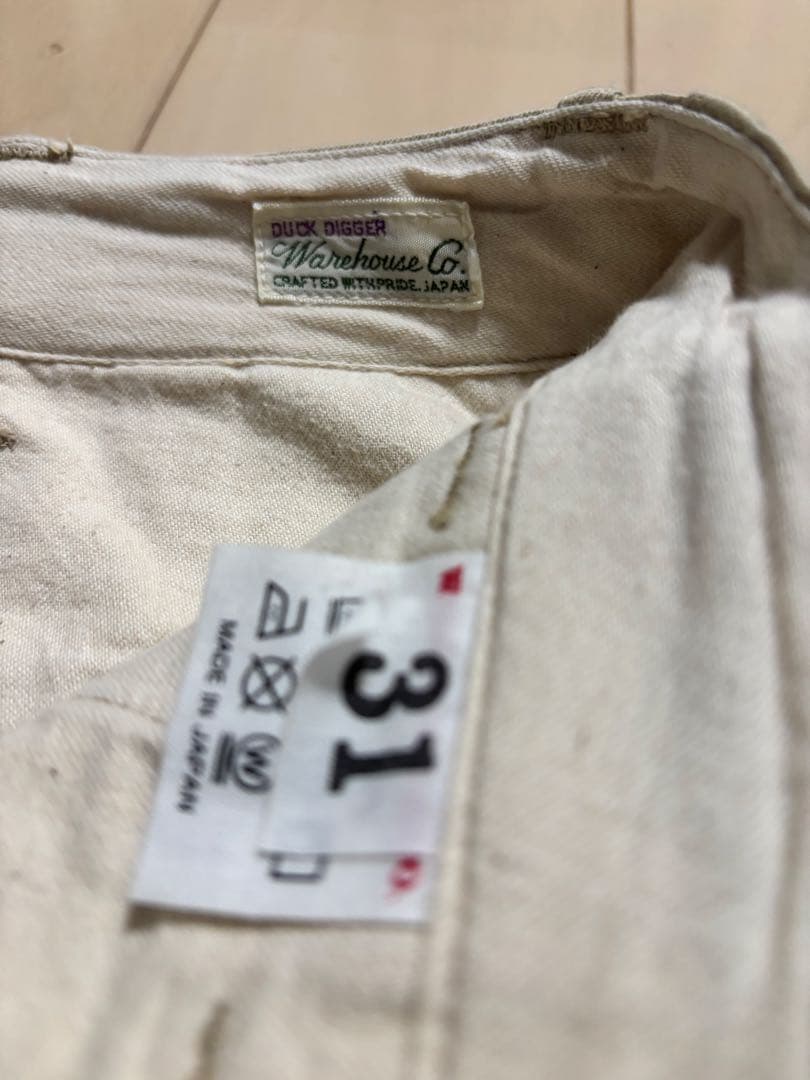 DUCK DIGGER
Warehouse Co.
CRAFTED WITH PRIDE. JAPAN
31
W
MADE IN JAPAN